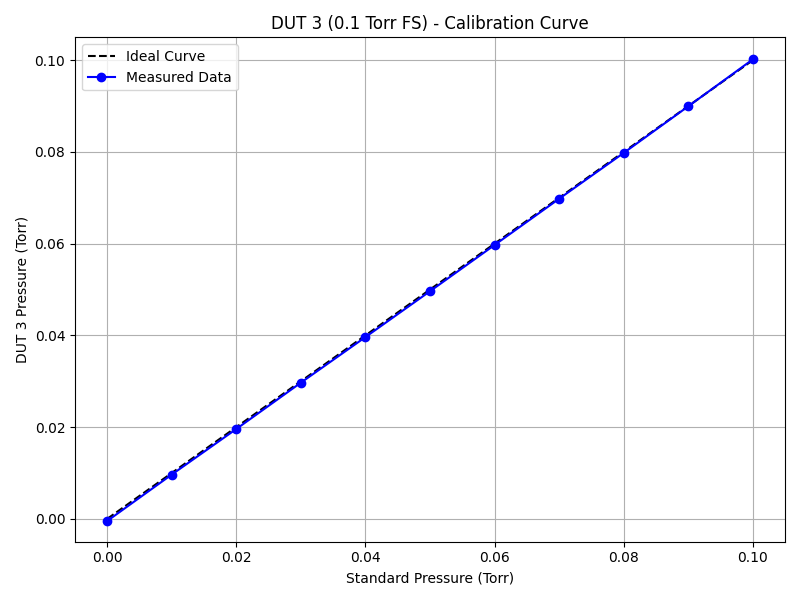 DUT 3 (0.1 Torr FS) - Calibration Curve
Ideal Curve
Measured Data
0.10
0.08
0.06
0.04
0.02
0.00
DUT 3 Pressure (Torr)
0.00 0.02 0.04 0.06 0.08 0.10
Standard Pressure (Torr)